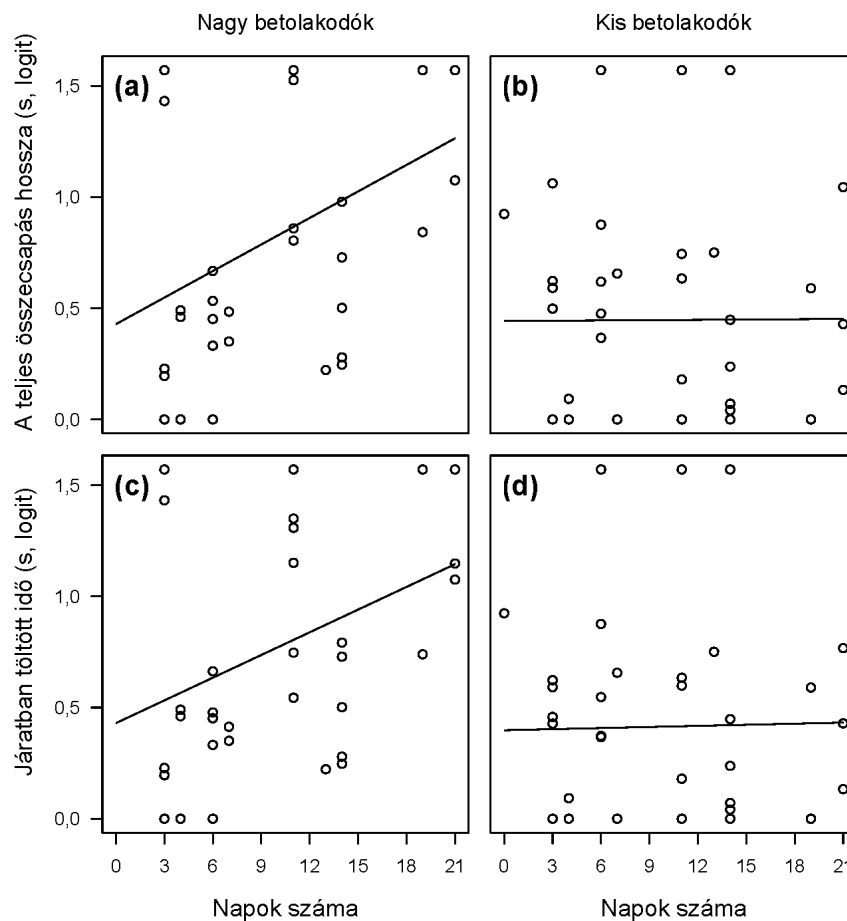 Nagy betolakodók
Kis betolakodók
A teljes összecsapás hossza (s, logit)
1,5
1,0
0,5
0,0
(a)
(b)
Járatban töltött idő (s, logit)
1,5
1,0
0,5
0,0
(c)
(d)
0 3 6 9 12 15 18 21
0 3 6 9 12 15 18 21
Napok száma
Napok száma